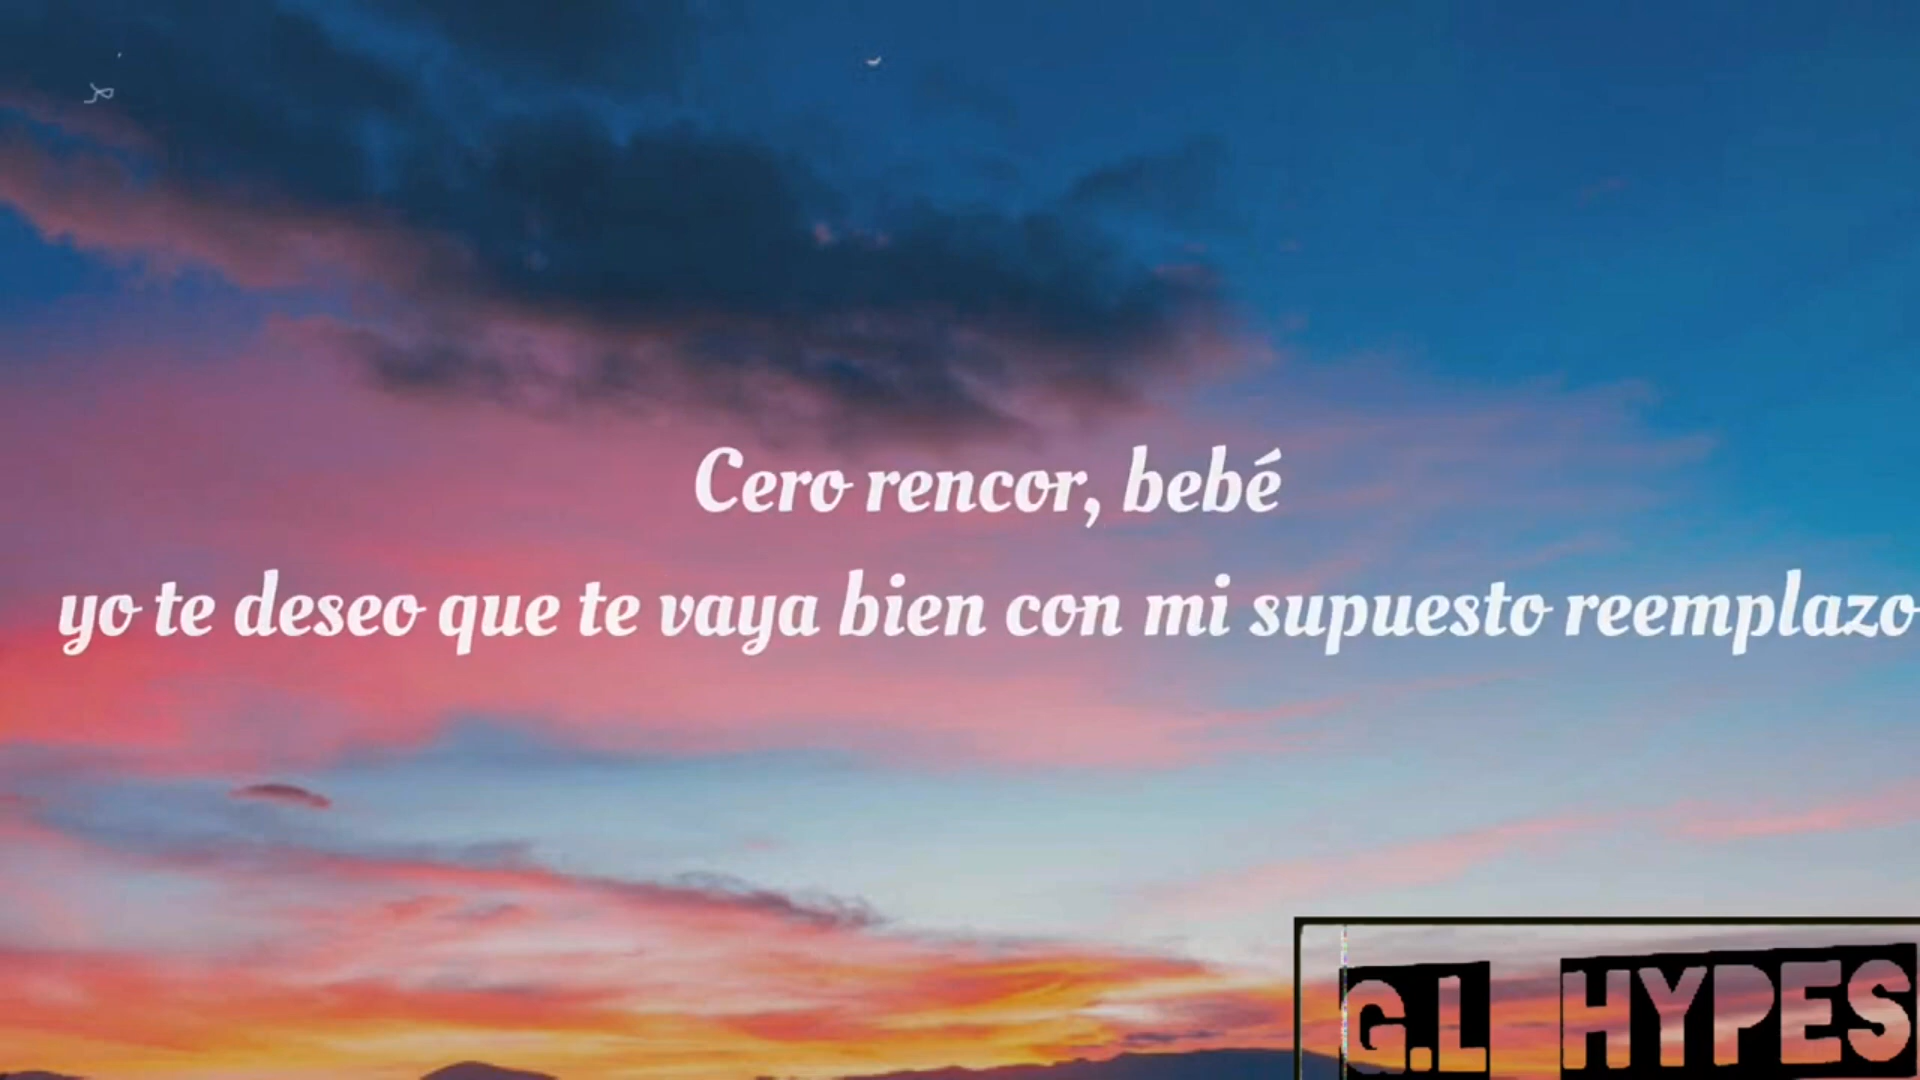 Cero rencor, bebé
yo te deseo que te vaya bien con mi supuesto reemplazo
G.L HYPES